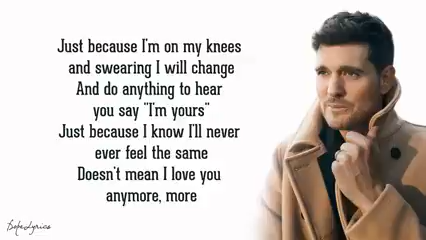 Just because I'm on my knees
and swearing I will change
And do anything to hear
you say "I'm yours"
Just because I know I'll never
ever feel the same
Doesn't mean I love you
anymore, more
BebeLyrics